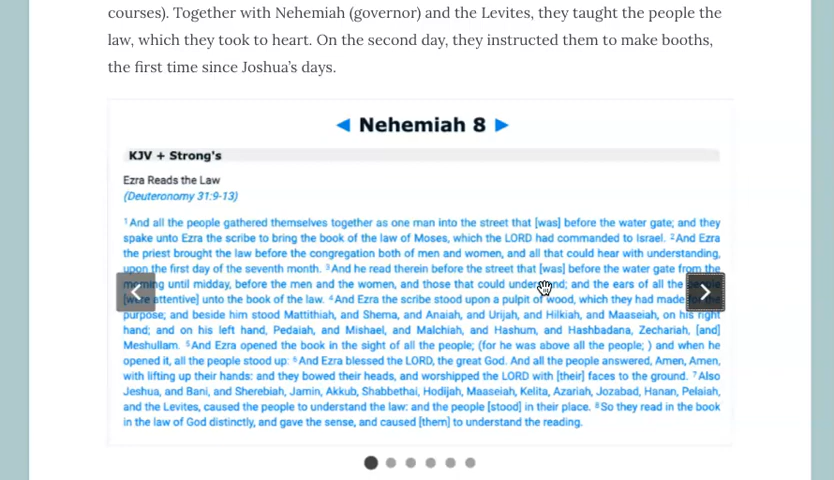 courses). Together with Nehemiah (governor) and the Levites, they taught the people the
law, which they took to heart. On the second day, they instructed them to make booths,
the first time since Joshua's days.
◄ Nehemiah 8 ►
KJV + Strong's
Ezra Reads the Law
(Deuteronomy 31:9-13)
1And all the people gathered themselves together as one man into the street that [was] before the water gate; and they
spake unto Ezra the scribe to bring the book of the law of Moses, which the LORD had commanded to Israel. 2And Ezra
the priest brought the law before the congregation both of men and women, and all that could hear with understanding,
upon the first day of the seventh month. 3And he read therein before the street that [was] before the water gate from the
morning until midday, before the men and the women, and those that could understand; and the ears of all the people
[were attentive] unto the book of the law. 4And Ezra the scribe stood upon a pulpit of wood, which they had made for the
purpose; and beside him stood Mattithiah, and Shema, and Anaiah, and Urijah, and Hilkiah, and Maaseiah, on his right
hand; and on his left hand, Pedaiah, and Mishael, and Malchiah, and Hashum, and Hashbadana, Zechariah, [and]
Meshullam. 5And Ezra opened the book in the sight of all the people; (for he was above all the people; ) and when he
opened it, all the people stood up: 6And Ezra blessed the LORD, the great God. And all the people answered, Amen, Amen,
with lifting up their hands: and they bowed their heads, and worshipped the LORD with [their] faces to the ground. 7Also
Jeshua, and Bani, and Sherebiah, Jamin, Akkub, Shabbethai, Hodijah, Maaseiah, Kelita, Azariah, Jozabad, Hanan, Pelaiah,
and the Levites, caused the people to understand the law: and the people [stood] in their place. 8So they read in the book
in the law of God distinctly, and gave the sense, and caused [them] to understand the reading.